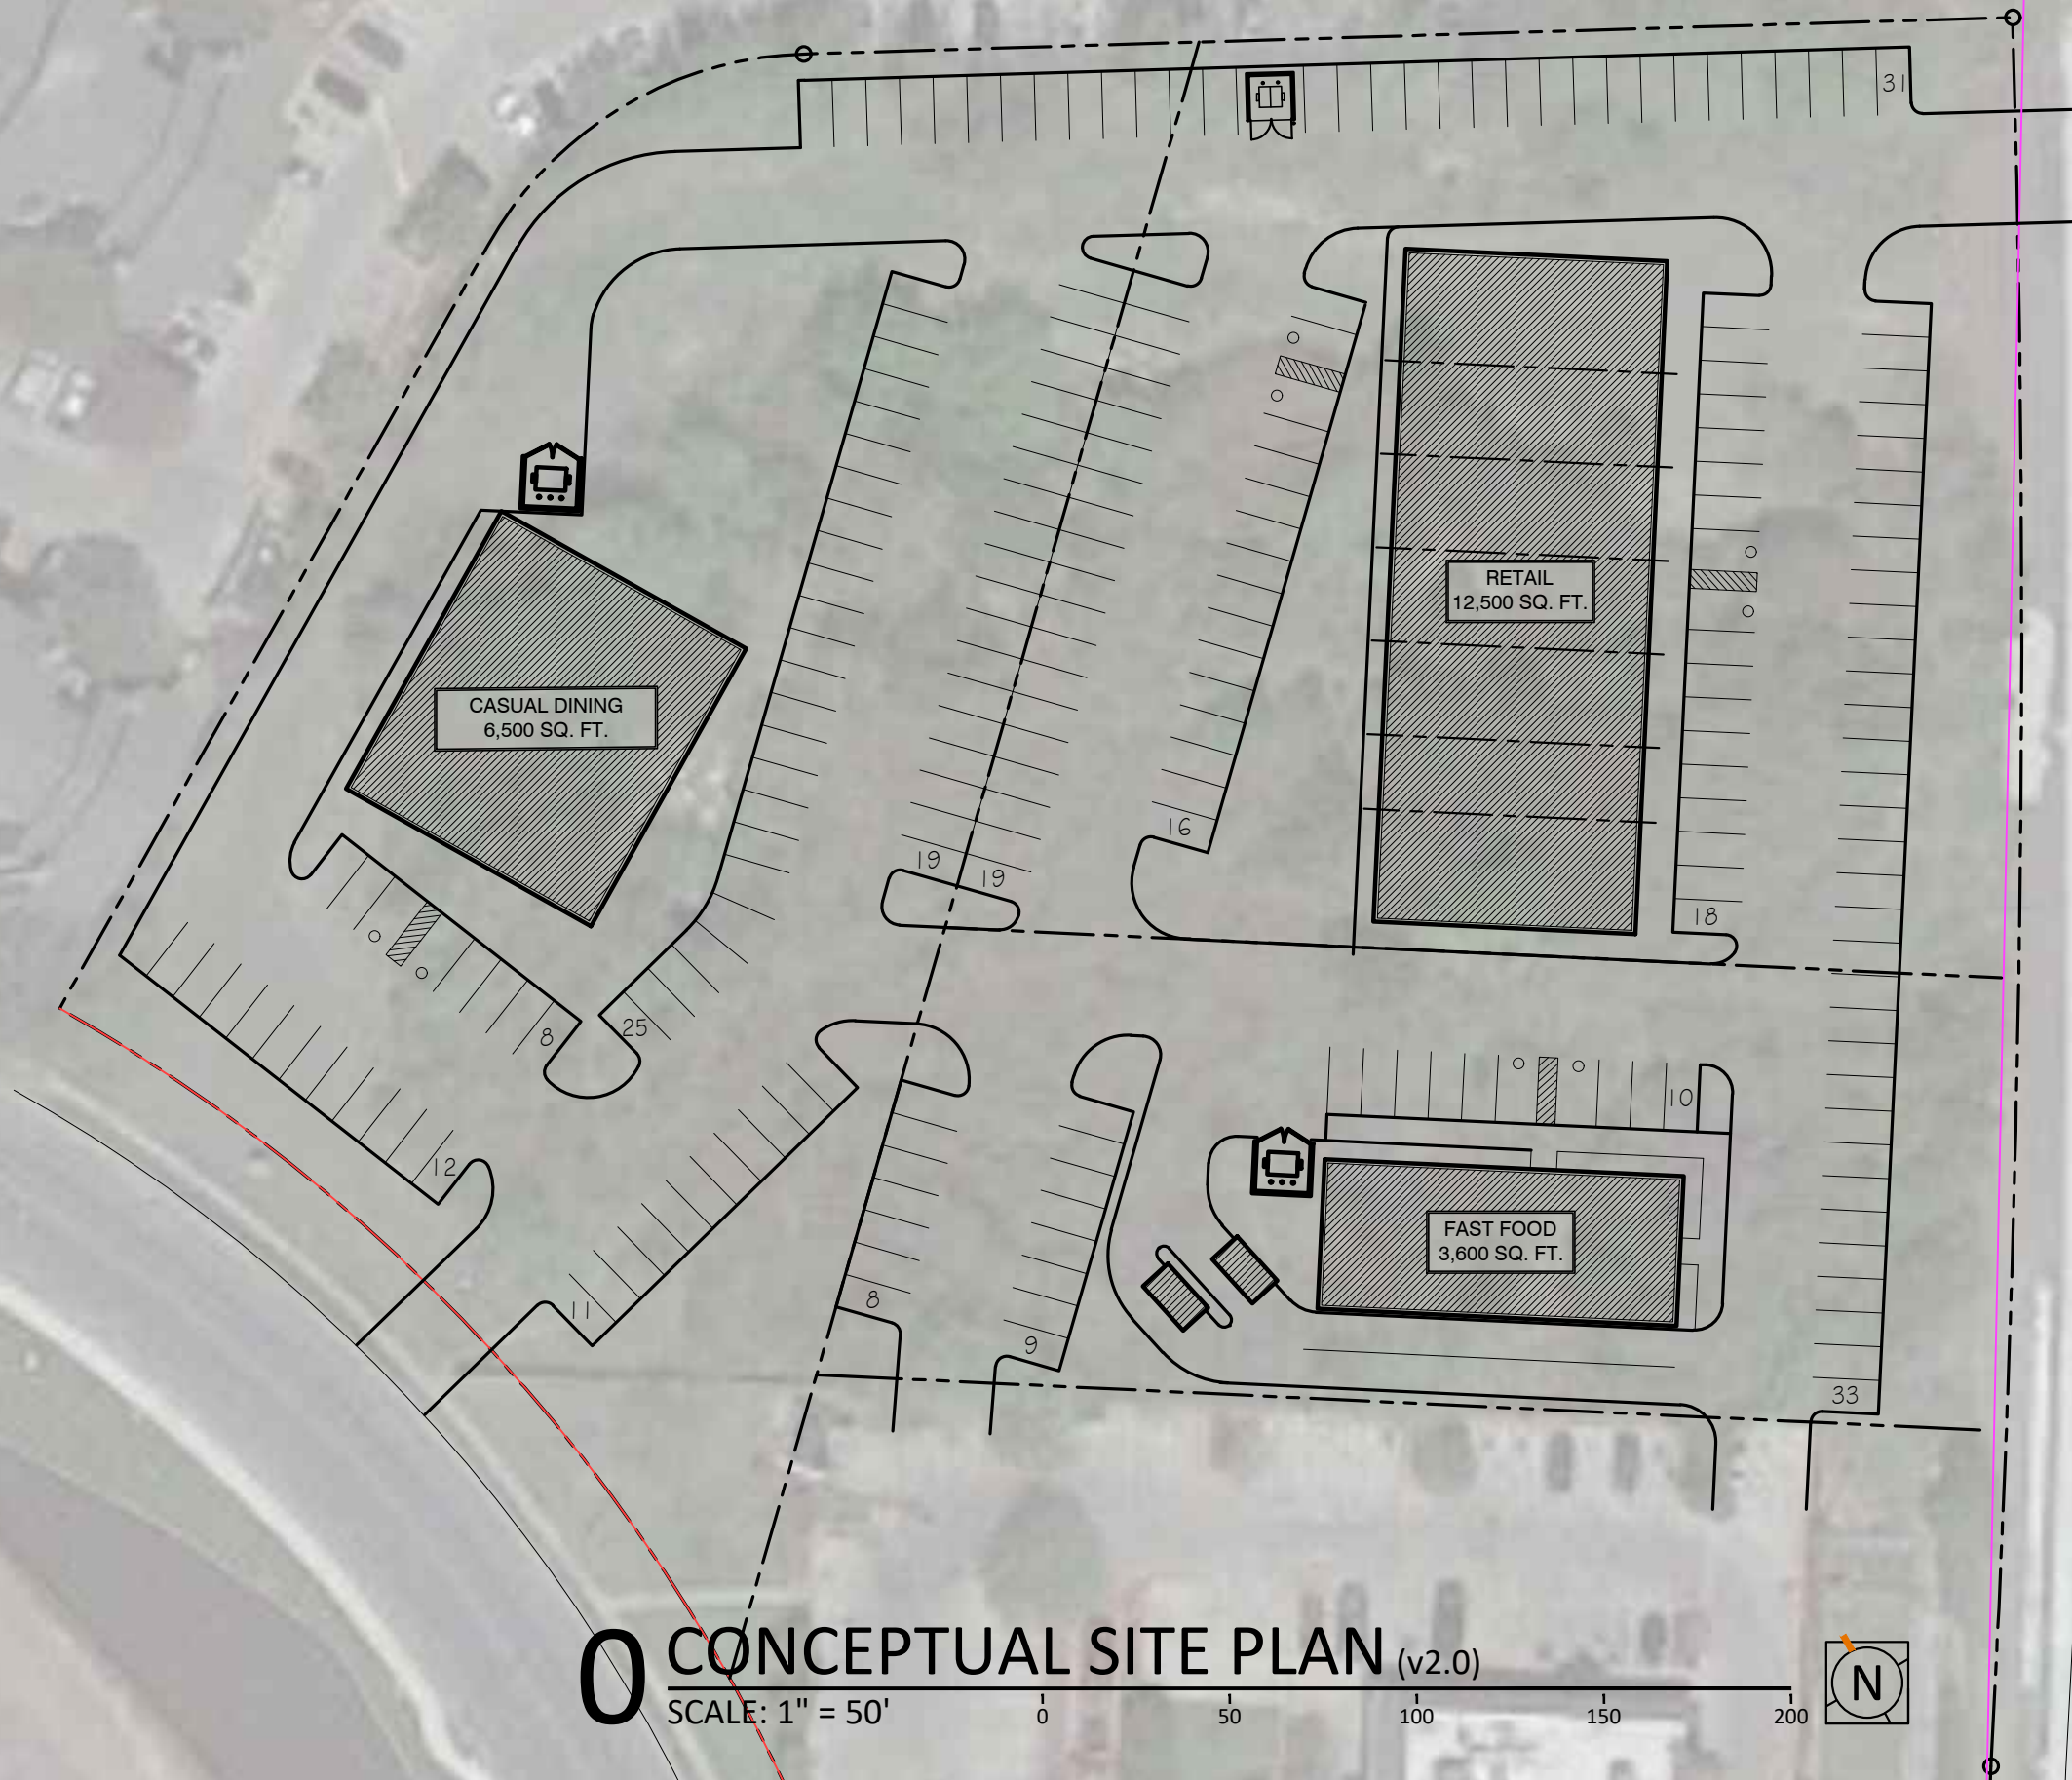 31
RETAIL
12,500 SQ. FT.
CASUAL DINING
6,500 SQ. FT.
16
19
19
18
8
25
10
12
FAST FOOD
3,600 SQ. FT.
8
11
9
33
0 CONCEPTUAL SITE PLAN (v2.0)
SCALE: 1" = 50'
0 50 100 150 200
N